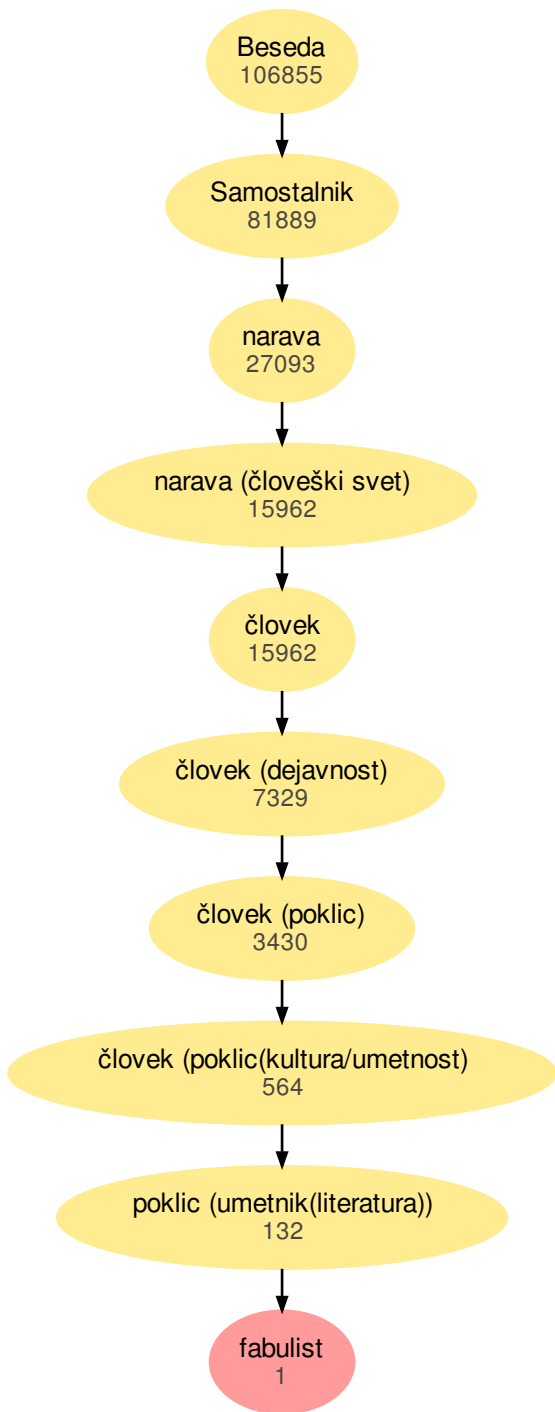 Beseda
106855
Samostalnik
81889
narava
27093
narava (človeški svet)
15962
človek
15962
človek (dejavnost)
7329
človek (poklic)
3430
človek (poklic(kultura/umetnost)
564
poklic (umetnik(literatura))
132
fabulist
1